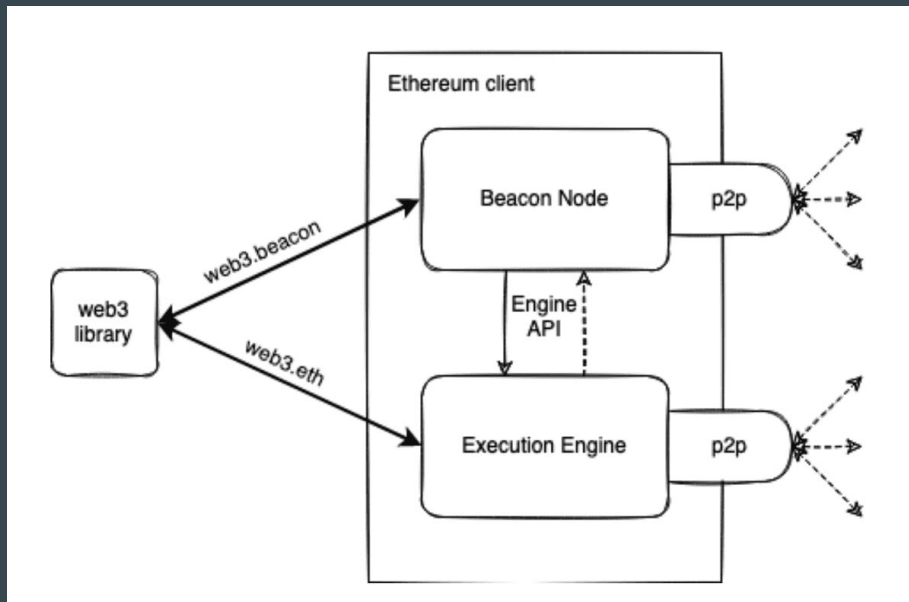 Ethereum client
Beacon Node
p2p
web3.beacon
web3
library
Engine
API
web3.eth
Execution Engine
p2p